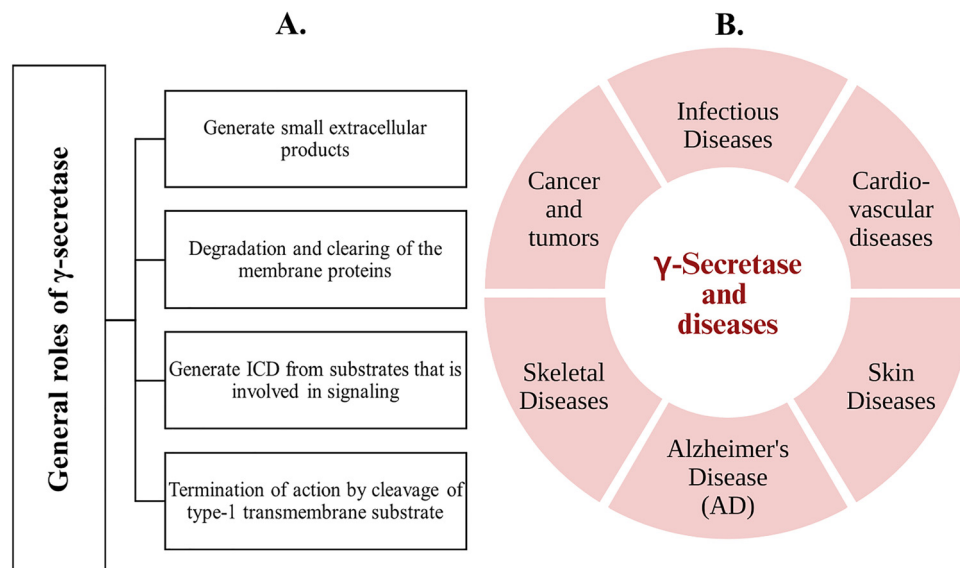 A.
General roles of γ-secretase
Generate small extracellular
products
Degradation and clearing of the
membrane proteins
Generate ICD from substrates that is
involved in signaling
Termination of action by cleavage of
type-1 transmembrane substrate
B.
Infectious
Diseases
Cardio-
vascular
diseases
Skin
Diseases
Alzheimer's
Disease
(AD)
Skeletal
Diseases
Cancer
and
tumors
γ-Secretase
and
diseases